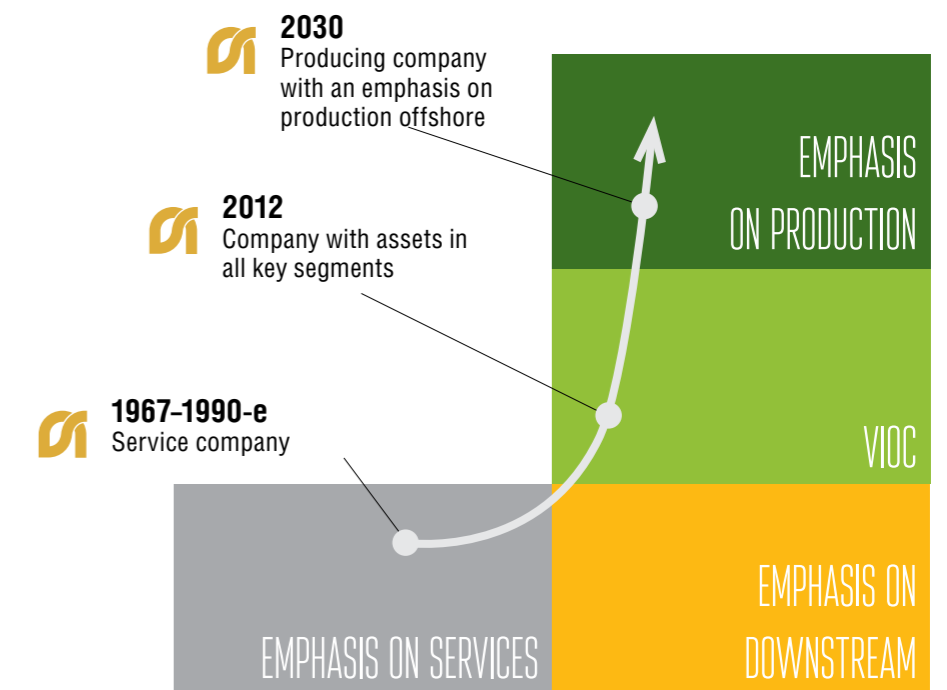 2030
Producing company
with an emphasis on
production offshore
EMPHASIS
ON PRODUCTION
2012
Company with assets in
all key segments
1967–1990-e
Service company
VIOC
EMPHASIS ON SERVICES
EMPHASIS ON
DOWNSTREAM